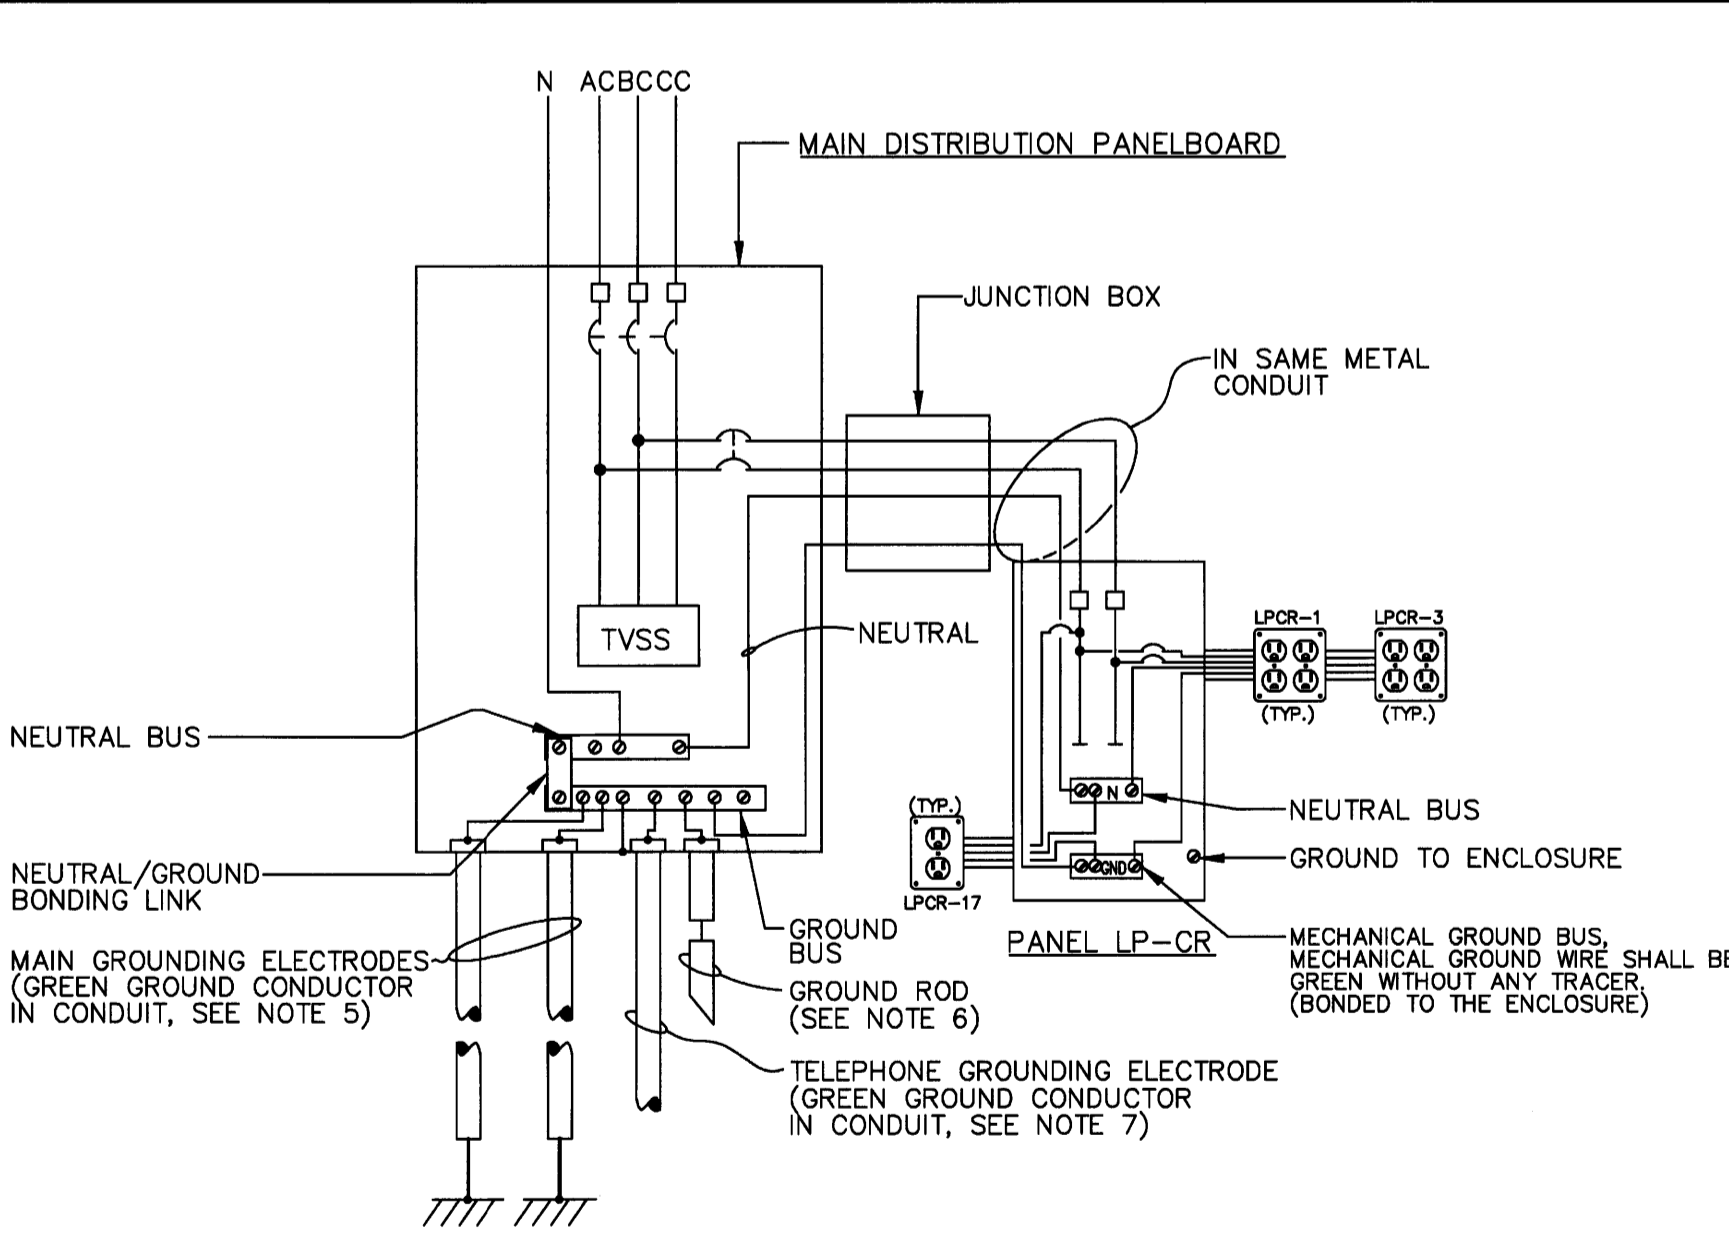 N ACBCCC
MAIN DISTRIBUTION PANELBOARD
JUNCTION BOX
IN SAME METAL
CONDUIT
TVSS
NEUTRAL
LPCR-1
(TYP.)
LPCR-3
(TYP.)
NEUTRAL BUS
N
NEUTRAL BUS
(TYP.)
LPCR-17
GND
GROUND TO ENCLOSURE
NEUTRAL/GROUND
BONDING LINK
PANEL LP-CR
GROUND
BUS
MECHANICAL GROUND BUS,
MECHANICAL GROUND WIRE SHALL BE
GREEN WITHOUT ANY TRACER.
(BONDED TO THE ENCLOSURE)
MAIN GROUNDING ELECTRODES
(GREEN GROUND CONDUCTOR
IN CONDUIT, SEE NOTE 5)
GROUND ROD
(SEE NOTE 6)
TELEPHONE GROUNDING ELECTRODE
(GREEN GROUND CONDUCTOR
IN CONDUIT, SEE NOTE 7)